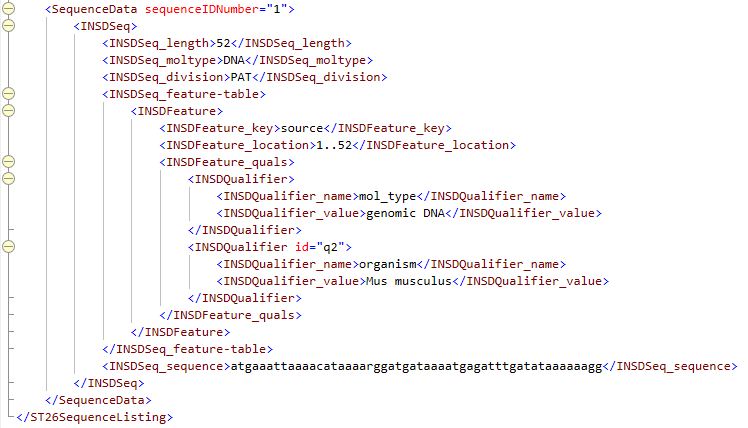 <SequenceData sequenceIDNumber="1">
<INSDSeq>
<INSDSeq_length>52</INSDSeq_length>
<INSDSeq_moltype>DNA</INSDSeq_moltype>
<INSDSeq_division>PAT</INSDSeq_division>
<INSDSeq_feature-table>
<INSDFeature>
<INSDFeature_key>source</INSDFeature_key>
<INSDFeature_location>1..52</INSDFeature_location>
<INSDFeature_quals>
<INSDQualifier>
<INSDQualifier_name>mol_type</INSDQualifier_name>
<INSDQualifier_value>genomic DNA</INSDQualifier_value>
</INSDQualifier>
<INSDQualifier id="q2">
<INSDQualifier_name>organism</INSDQualifier_name>
<INSDQualifier_value>Mus musculus</INSDQualifier_value>
</INSDQualifier>
</INSDFeature_quals>
</INSDFeature>
</INSDSeq_feature-table>
<INSDSeq_sequence>atgaaattaaaacataaaarggatgataaaatgagatttgatataaaaaagg</INSDSeq_sequence>
</INSDSeq>
</SequenceData>
</ST26SequenceListing>